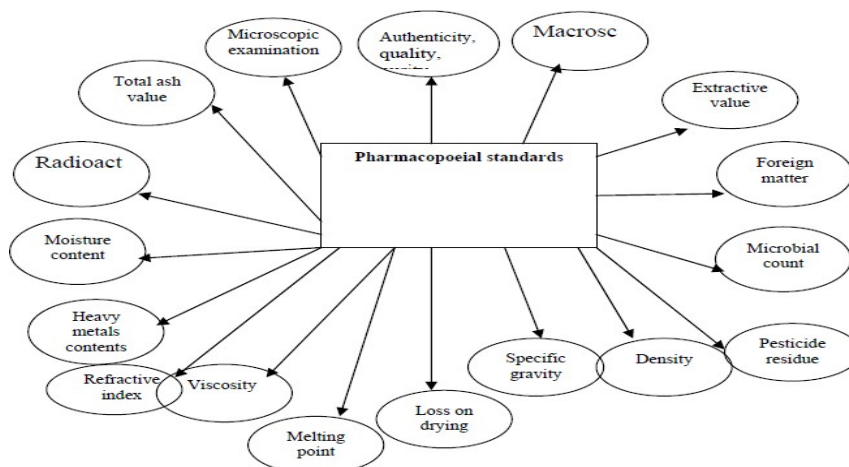 Microscopic
examination
Authenticity,
quality,
Macrosc
Total ash
value
Extractive
value
Pharmacopoeial standards
Radioact
Foreign
matter
Moisture
content
Microbial
count
Heavy
metals
contents
Refractive
index
Viscosity
Specific
gravity
Density
Pesticide
residue
Melting
point
Loss on
drying